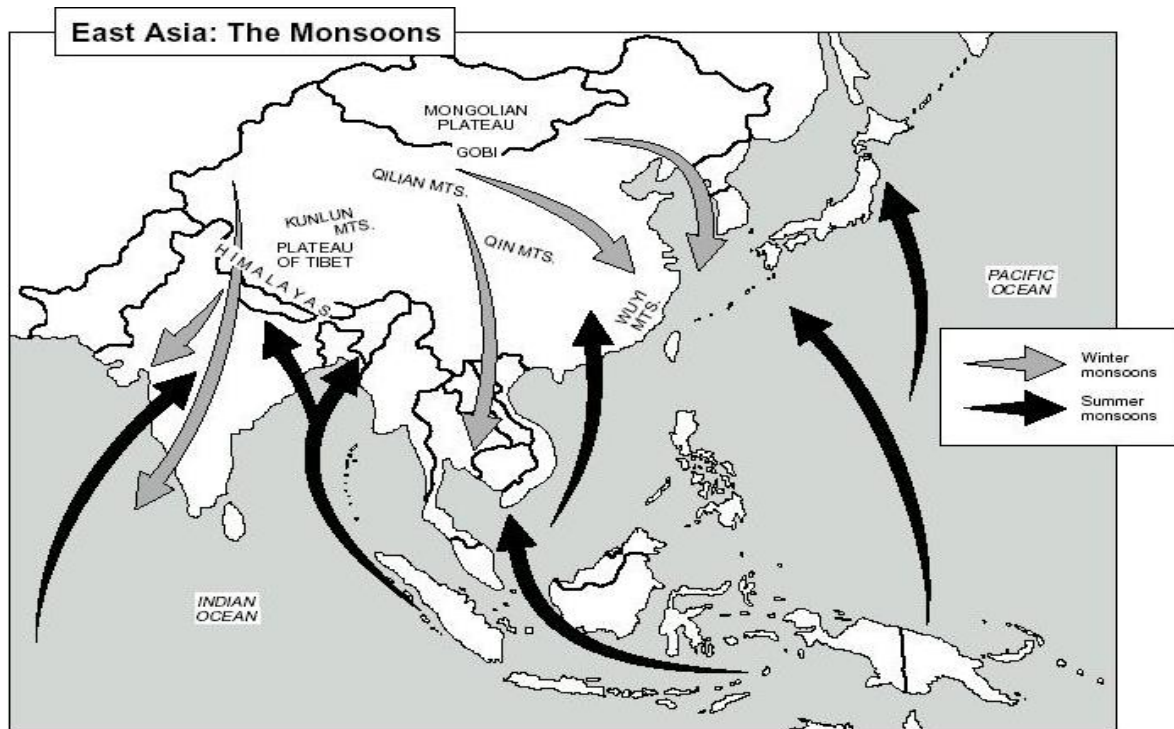 East Asia: The Monsoons
MONGOLIAN
PLATEAU
GOBI
QILIAN MTS.
KUNLUN
MTS.
PLATEAU
OF TIBET
QIN MTS.
HIMALAYAS
WUYI
MTS.
PACIFIC
OCEAN
Winter
monsoons
Summer
monsoons
INDIAN
OCEAN